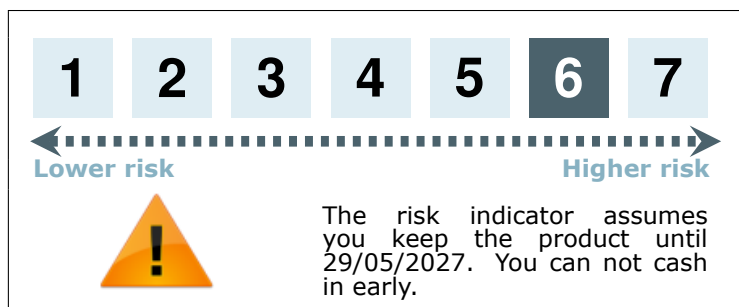 1 2 3 4 5 6 7
Lower risk Higher risk
!
The risk indicator assumes
you keep the product until
29/05/2027. You can not cash
in early.